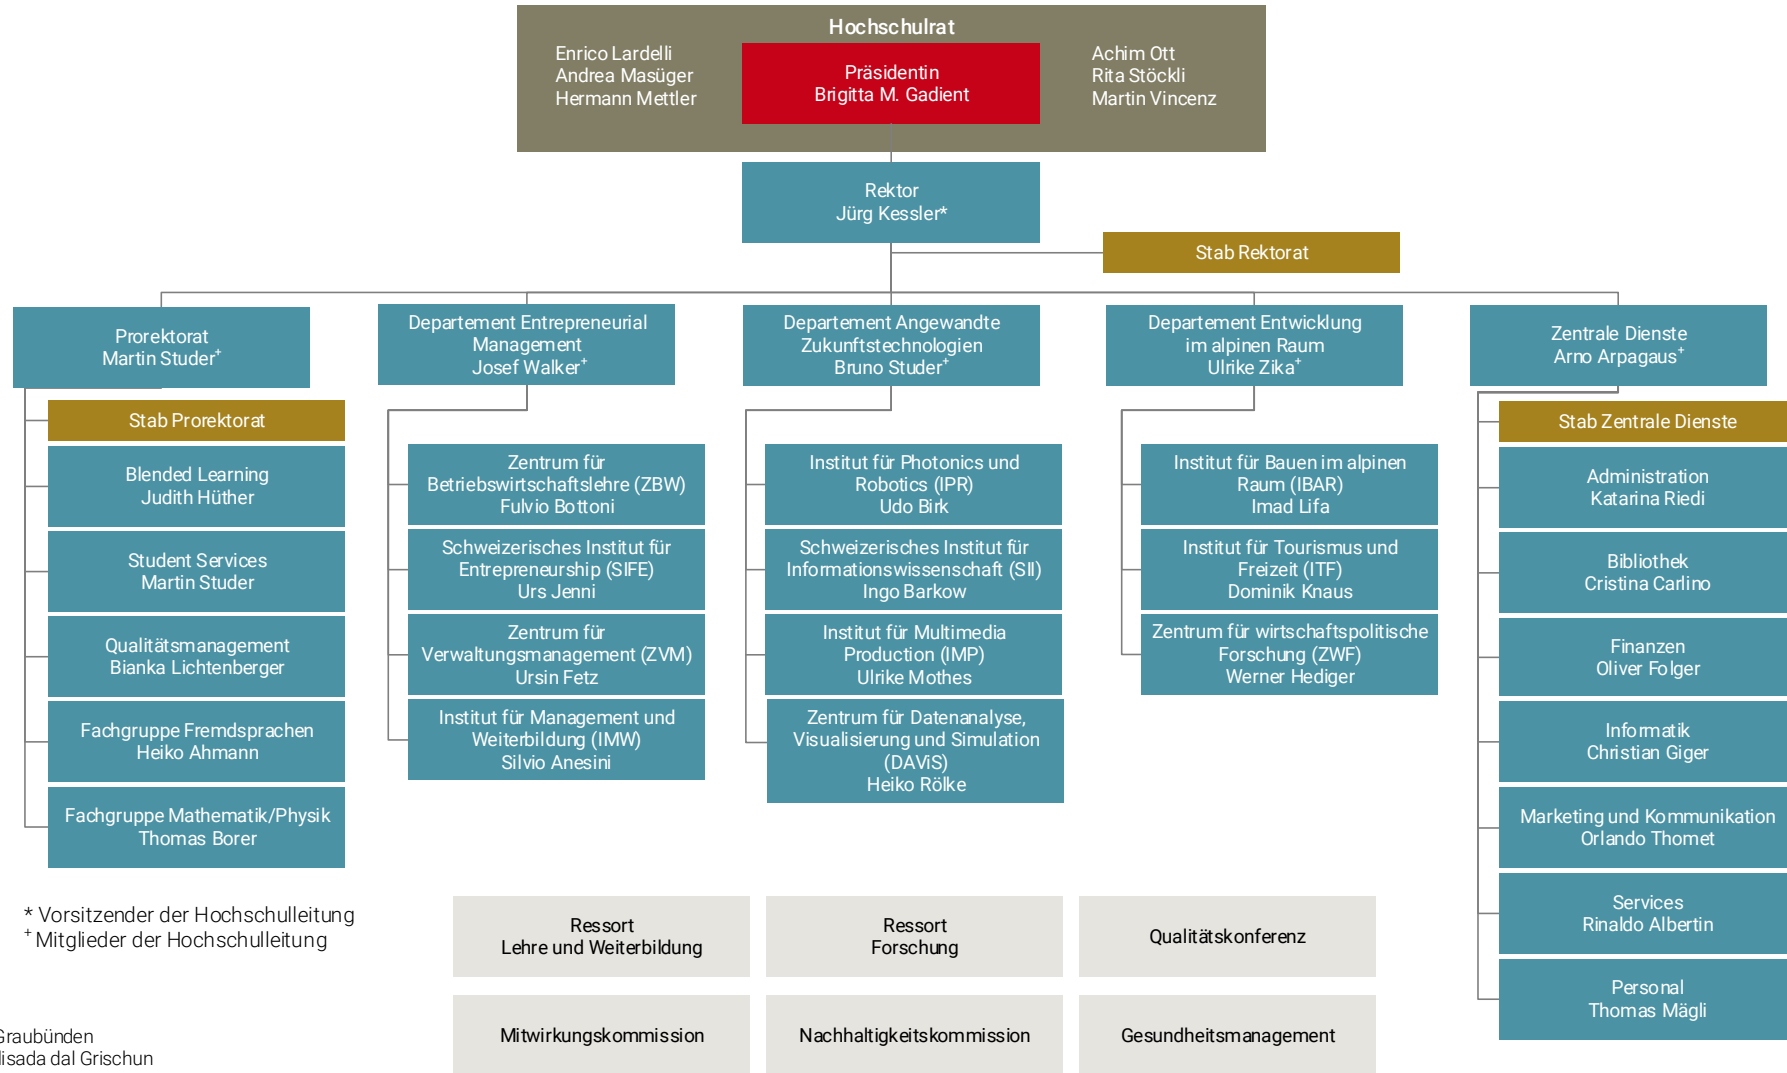 Hochschulrat
Enrico Lardelli
Andrea Masüger
Hermann Mettler
Präsidentin
Brigitta M. Gadient
Achim Ott
Rita Stöckli
Martin Vincenz
Rektor
Jürg Kessler*
Stab Rektorat
Prorektorat
Martin Studer+
Stab Prorektorat
Blended Learning
Judith Hüther
Student Services
Martin Studer
Qualitätsmanagement
Bianka Lichtenberger
Fachgruppe Fremdsprachen
Heiko Ahmann
Fachgruppe Mathematik/Physik
Thomas Borer
Departement Entrepreneurial
Management
Josef Walker+
Zentrum für
Betriebswirtschaftslehre (ZBW)
Fulvio Bottoni
Schweizerisches Institut für
Entrepreneurship (SIFE)
Urs Jenni
Zentrum für
Verwaltungsmanagement (ZVM)
Ursin Fetz
Institut für Management und
Weiterbildung (IMW)
Silvio Anesini
Departement Angewandte
Zukunftstechnologien
Bruno Studer+
Institut für Photonics und
Robotics (IPR)
Udo Birk
Schweizerisches Institut für
Informationswissenschaft (SII)
Ingo Barkow
Institut für Multimedia
Production (IMP)
Ulrike Mothes
Zentrum für Datenanalyse,
Visualisierung und Simulation
(DAViS)
Heiko Rölke
Departement Entwicklung
im alpinen Raum
Ulrike Zika+
Institut für Bauen im alpinen
Raum (IBAR)
Imad Lifa
Institut für Tourismus und
Freizeit (ITF)
Dominik Knaus
Zentrum für wirtschaftspolitische
Forschung (ZWF)
Werner Hediger
Zentrale Dienste
Arno Arpagaus+
Stab Zentrale Dienste
Administration
Katarina Riedi
Bibliothek
Cristina Carlino
Finanzen
Oliver Folger
Informatik
Christian Giger
Marketing und Kommunikation
Orlando Thomet
Services
Rinaldo Albertin
Personal
Thomas Mägli
* Vorsitzender der Hochschulleitung
+ Mitglieder der Hochschulleitung
Ressort
Lehre und Weiterbildung
Ressort
Forschung
Qualitätskonferenz
Mitwirkungskommission
Nachhaltigkeitskommission
Gesundheitsmanagement
Graubünden
dal Grischun